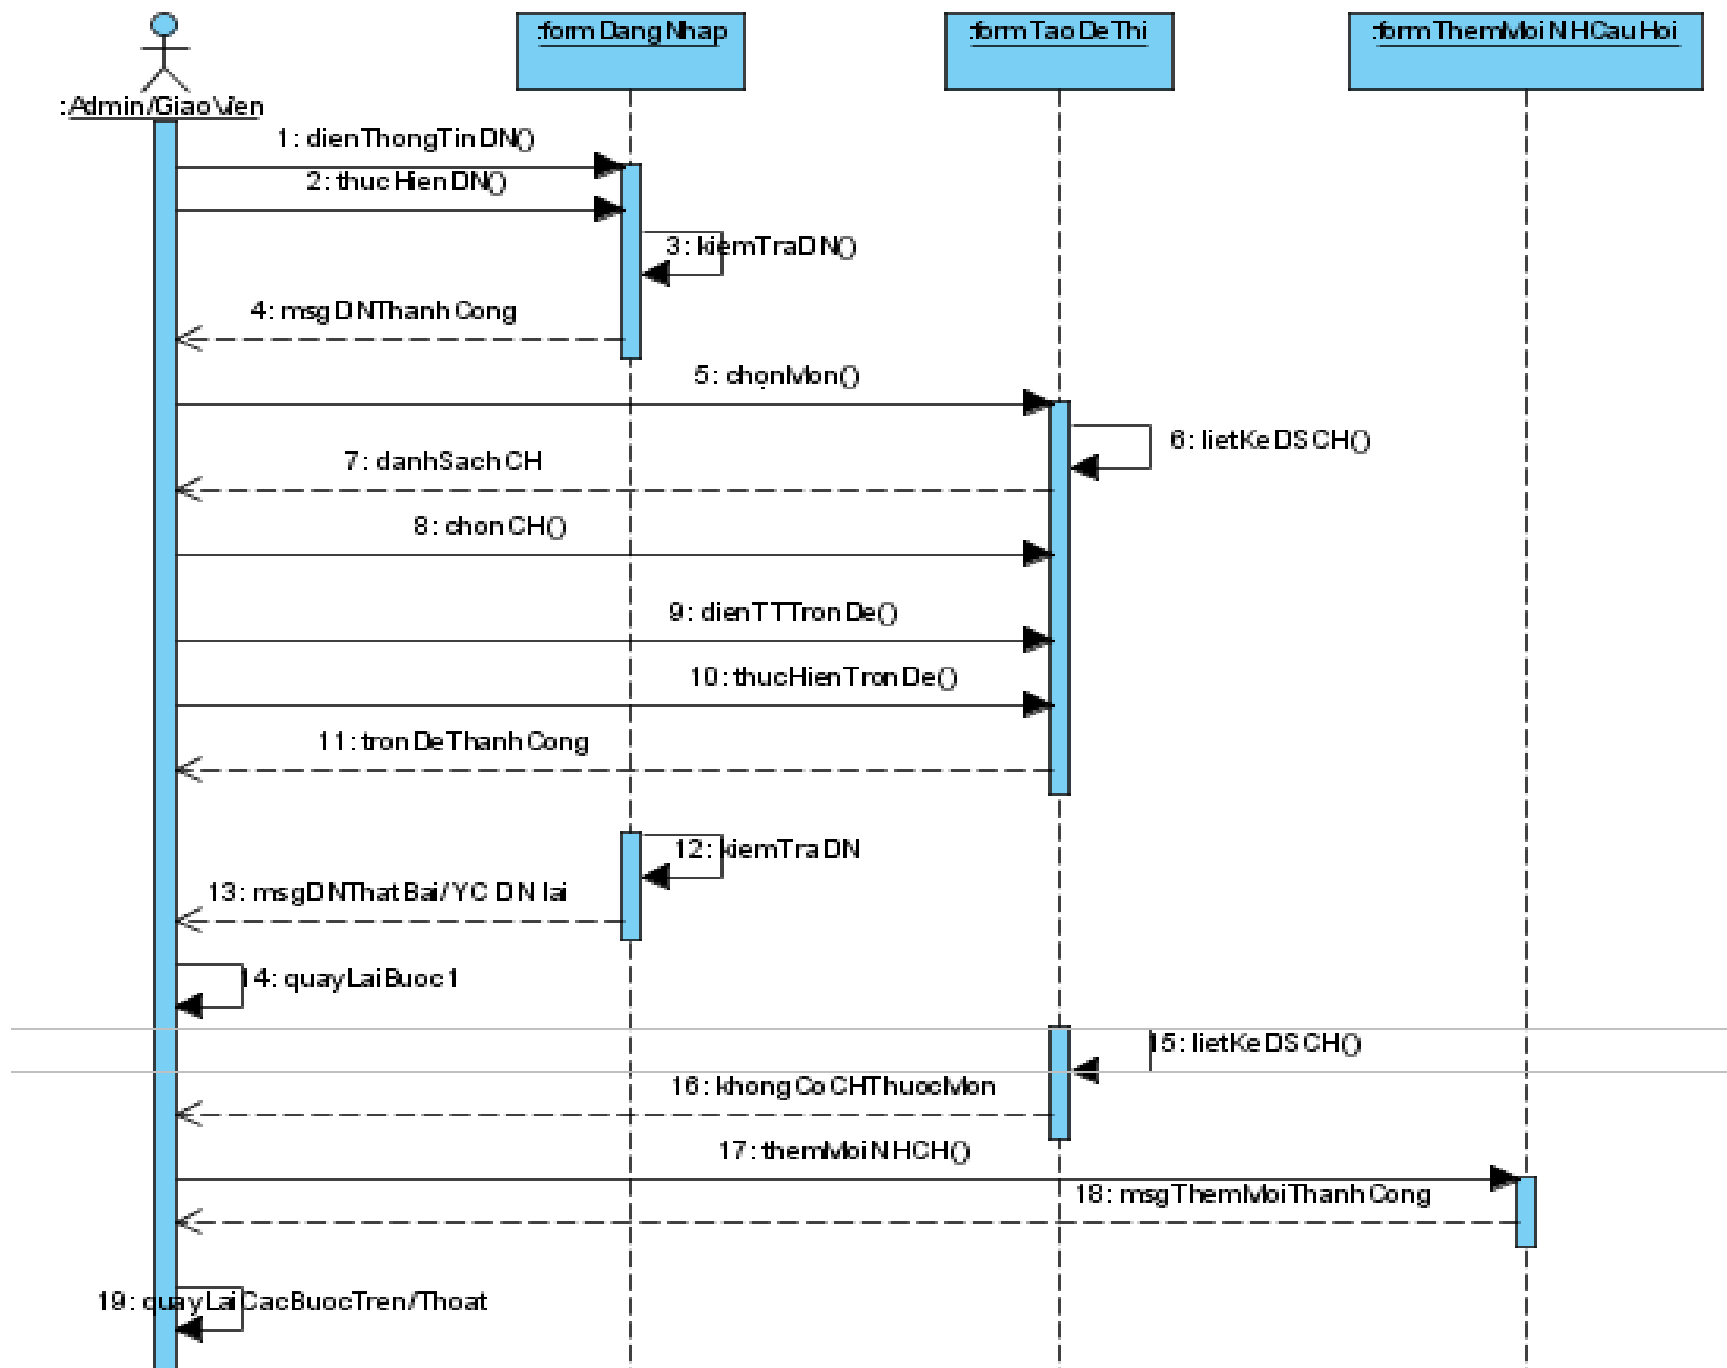 :formDangNhap
:formTaoDeThi
:formThemMoiNHCauHoi
:Admin/GiaoVien
1: dienThongTinDN()
2: thucHienDN()
3: kiemTraDN()
4: msgDNThanhCong
5: chọnMon()
6: lietKeDSCH()
7: danhSachCH
8: chonCH()
9: dienTTTronDe()
10: thucHienTronDe()
11: tronDeThanhCong
12: kiemTraDN
13: msgDNThatBai/YC DN lai
14: quayLaiBuoc1
15: lietKeDSCH()
16: khongCoCHThuocMon
17: themMoiNHCH()
18: msgThemMoiThanhCong
19: quayLaiCacBuocTren/Thoat